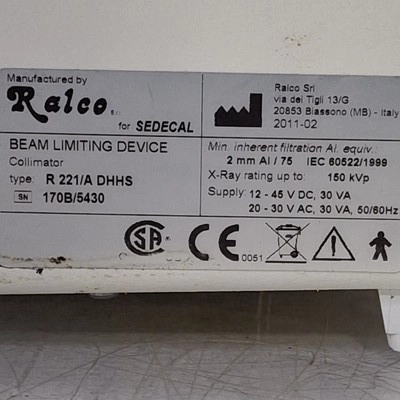 Manufactured by
Ralco s.r.l.
for SEDECAL
Ralco Srl
via dei Tigli 13/G
20853 Biassono (MB) - Italy
2011-02
BEAM LIMITING DEVICE
Collimator
type: R 221/A DHHS
SN 170B/5430
Min. inherent filtration Al. equiv.:
2 mm Al / 75 IEC 60522/1999
X-Ray rating up to: 150 kVp
Supply: 12 - 45 V DC, 30 VA
20 - 30 V AC, 30 VA, 50/60Hz
CSA
CE 0051